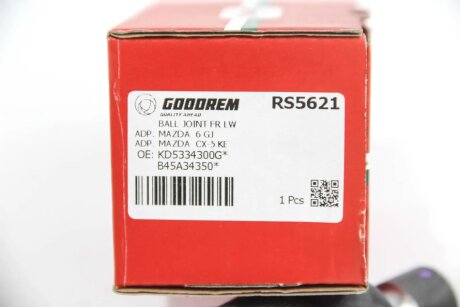 GOODREM RS5621
QUALITY AHEAD
BALL JOINT FR LW
ADP. MAZDA 6 GJ
ADP. MAZDA CX-5 KE
OE: KD5334300G*
B45A34350*
1 Pcs